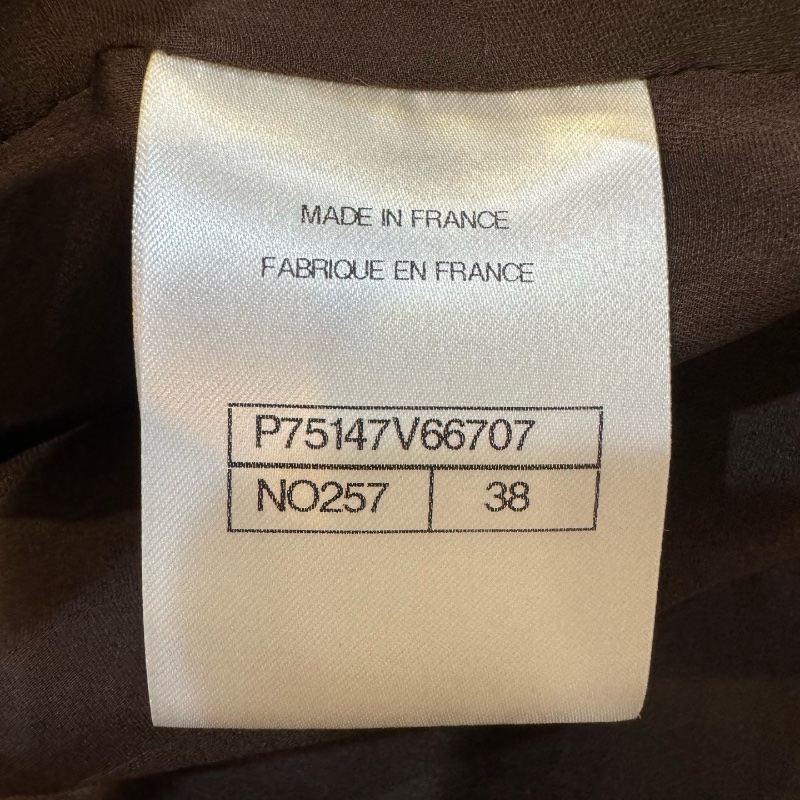 MADE IN FRANCE
FABRIQUE EN FRANCE
P75147V66707
NO257 38